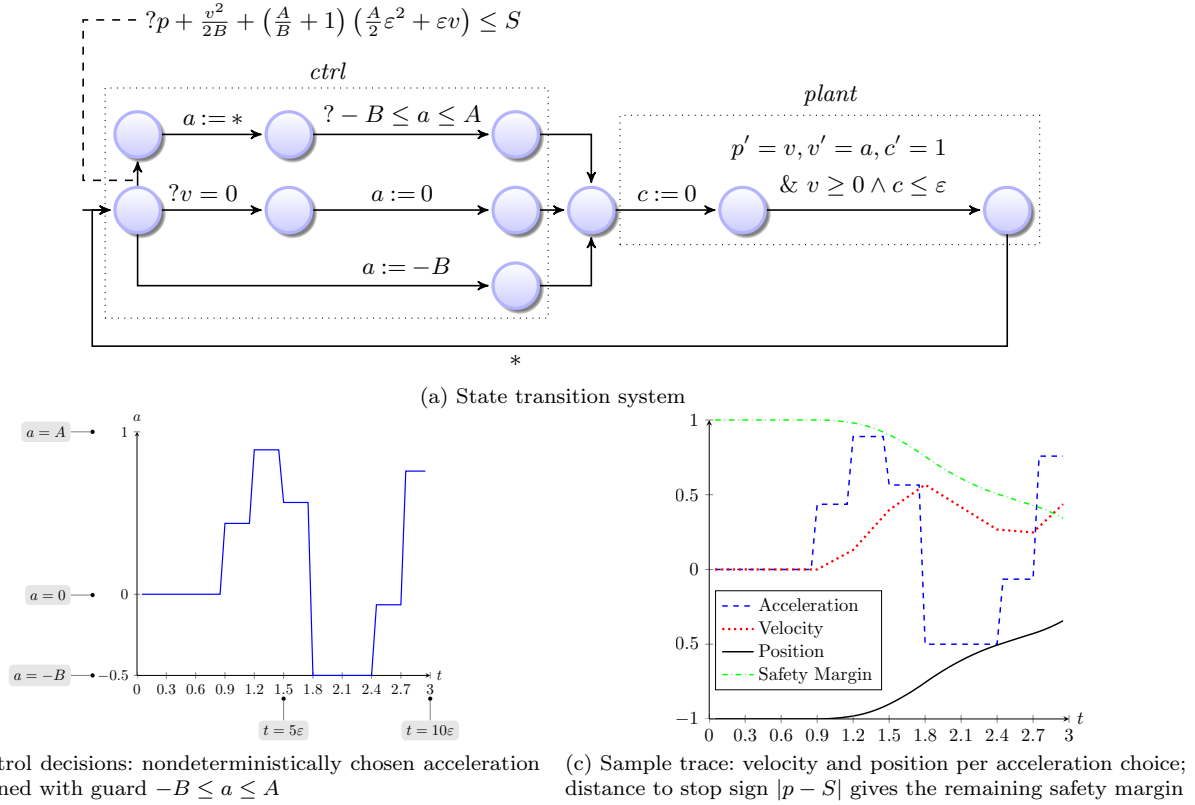 ?p + v²/2B + (A/B + 1) (A/2 ε² + εv) ≤ S
ctrl
plant
a := *
? − B ≤ a ≤ A
p′ = v, v′ = a, c′ = 1
& v ≥ 0 ∧ c ≤ ε
?v = 0
a := 0
c := 0
a := −B
*
(a) State transition system
a
a = A
1
a = 0
0
a = −B
−0.5
0 0.3 0.6 0.9 1.2 1.5 1.8 2.1 2.4 2.7 3
t
t = 5ε
t = 10ε
trol decisions: nondeterministically chosen acceleration
ned with guard −B ≤ a ≤ A
1
0.5
0
0.5
−1
Acceleration
Velocity
Position
Safety Margin
0 0.3 0.6 0.9 1.2 1.5 1.8 2.1 2.4 2.7 3
t
(c) Sample trace: velocity and position per acceleration choice;
distance to stop sign |p − S| gives the remaining safety margin